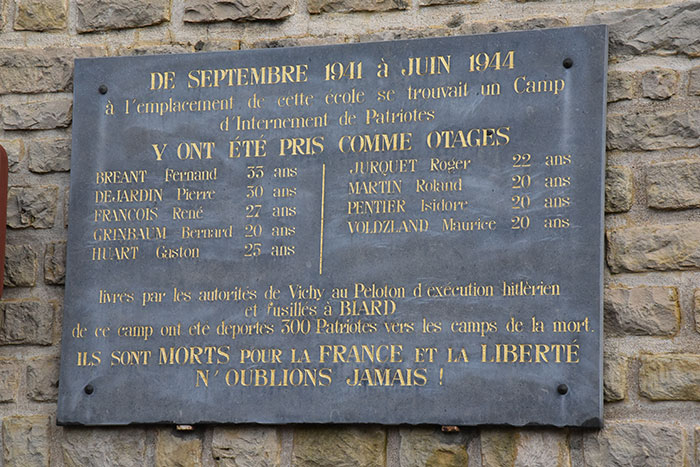 DE SEPTEMBRE 1941 à JUIN 1944
à l'emplacement de cette école se trouvait un Camp
d'Internement de Patriotes
Y ONT ÉTÉ PRIS COMME OTAGES
BREANT Fernand 33 ans
DEJARDIN Pierre 30 ans
FRANÇOIS René 27 ans
GRINBAUM Bernard 20 ans
HUART Gaston 25 ans
JURQUET Roger 22 ans
MARTIN Roland 20 ans
PENTIER Isidore 20 ans
VOLDZLAND Maurice 20 ans
livrés par les autorités de Vichy au Peloton d'exécution hitlérien
et fusillés à BIARD
de ce camp ont été déportés 300 Patriotes vers les camps de la mort.
ILS SONT MORTS POUR LA FRANCE ET LA LIBERTÉ
N'OUBLIONS JAMAIS !